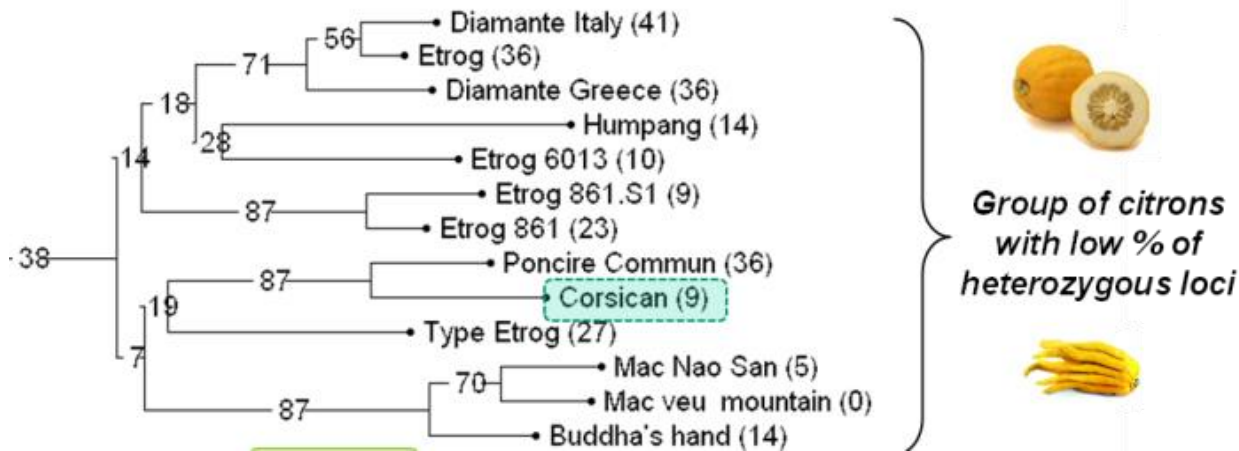 Diamante Italy (41)
56
Etrog (36)
71
Diamante Greece (36)
18
Humpang (14)
28
14
Etrog 6013 (10)
Etrog 861.S1 (9)
87
Etrog 861 (23)
38
Poncire Commun (36)
87
Corsican (9)
19
Type Etrog (27)
7
Mac Nao San (5)
70
Mac veu mountain (0)
87
Buddha's hand (14)
Group of citrons
with low % of
heterozygous loci